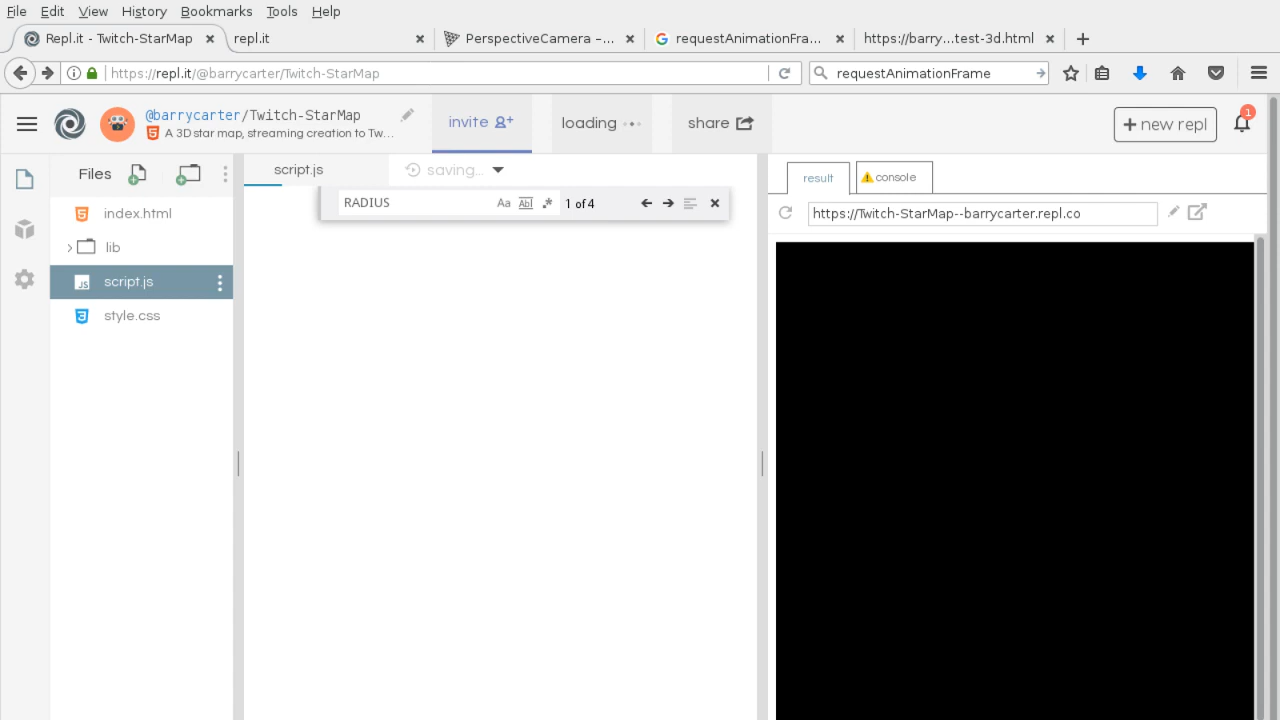 File Edit View History Bookmarks Tools Help
Repl.it - Twitch-StarMap
repl.it
PerspectiveCamera –...
requestAnimationFra...
https://barry...test-3d.html
https://repl.it/@barrycarter/Twitch-StarMap
requestAnimationFrame
@barrycarter/Twitch-StarMap
A 3D star map, streaming creation to Tw...
invite
loading
share
+ new repl
1
Files
script.js
saving...
RADIUS
Aa
Abl
.*
1 of 4
result
console
https://Twitch-StarMap--barrycarter.repl.co
index.html
lib
JS script.js
style.css